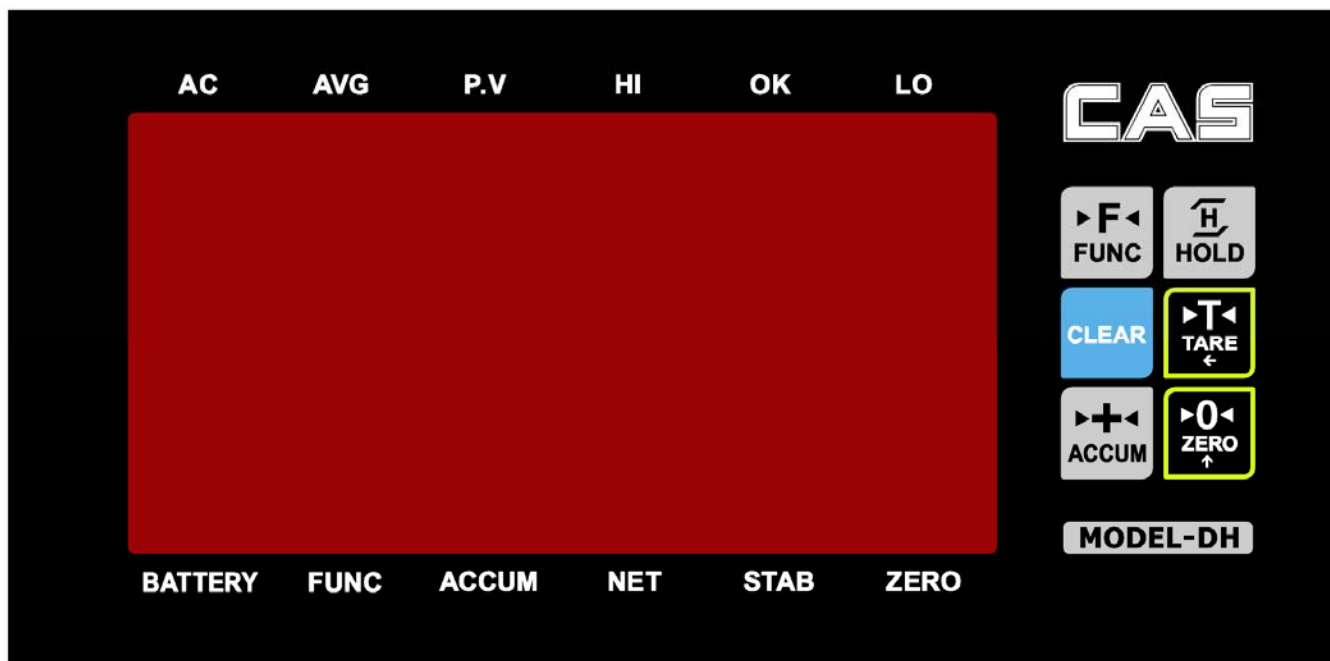 AC AVG P.V HI OK LO
CAS
F H
FUNC HOLD
CLEAR
T
TARE
←
+
ACCUM
0
ZERO
↑
MODEL-DH
BATTERY FUNC ACCUM NET STAB ZERO